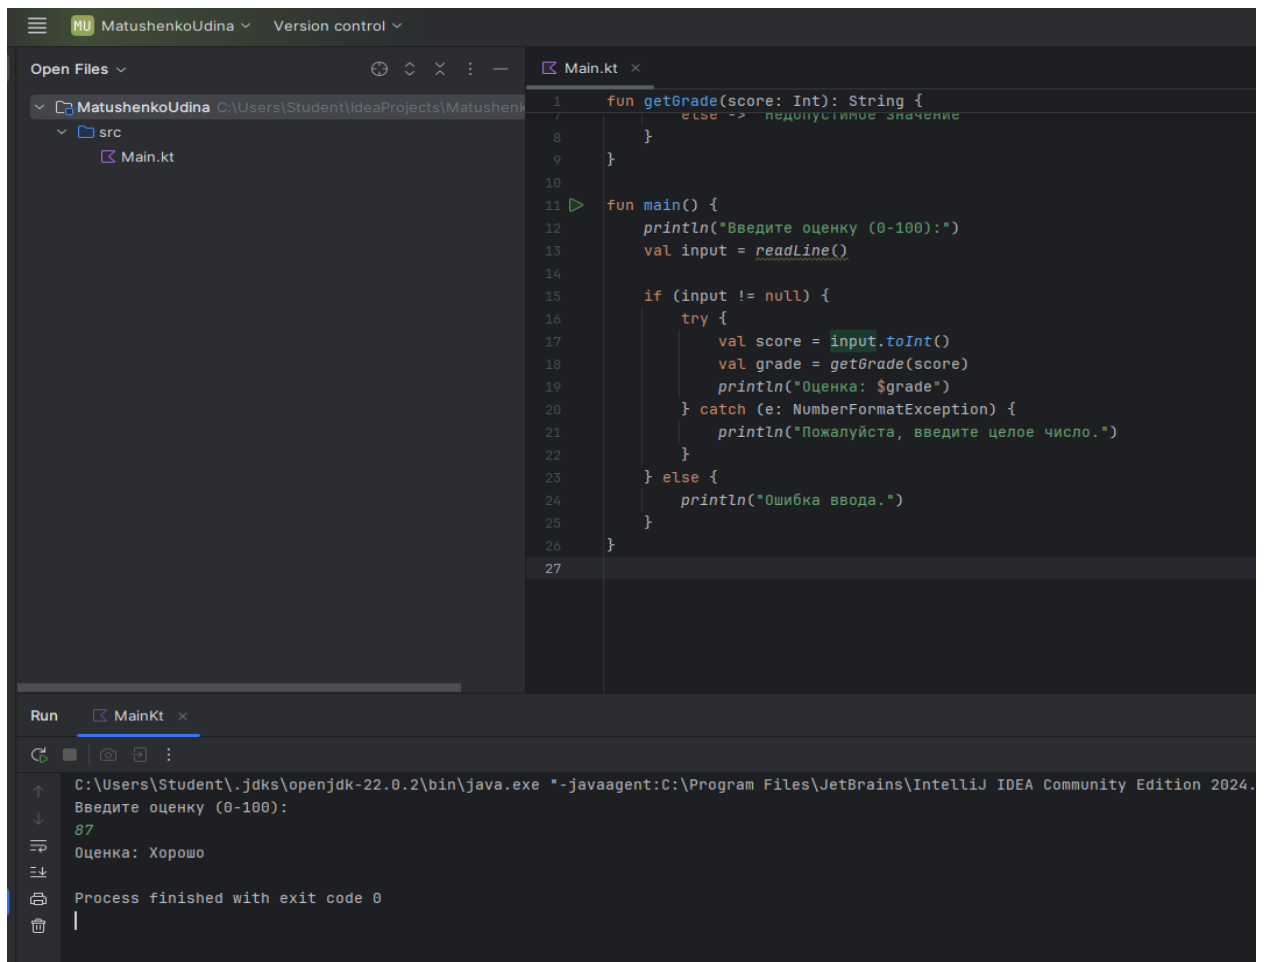 MU MatushenkoUdina Version control
Open Files
MatushenkoUdina C:\Users\Student\IdeaProjects\Matushenk
src
Main.kt
Main.kt
1 fun getGrade(score: Int): String {
7 else -> "Недопустимое значение"
8 }
9 }
10
11 fun main() {
12 println("Введите оценку (0-100):")
13 val input = readLine()
14
15 if (input != null) {
16 try {
17 val score = input.toInt()
18 val grade = getGrade(score)
19 println("Оценка: $grade")
20 } catch (e: NumberFormatException) {
21 println("Пожалуйста, введите целое число.")
22 }
23 } else {
24 println("Ошибка ввода.")
25 }
26 }
27
Run MainKt
C:\Users\Student\.jdks\openjdk-22.0.2\bin\java.exe "-javaagent:C:\Program Files\JetBrains\IntelliJ IDEA Community Edition 2024.
Введите оценку (0-100):
87
Оценка: Хорошо
Process finished with exit code 0